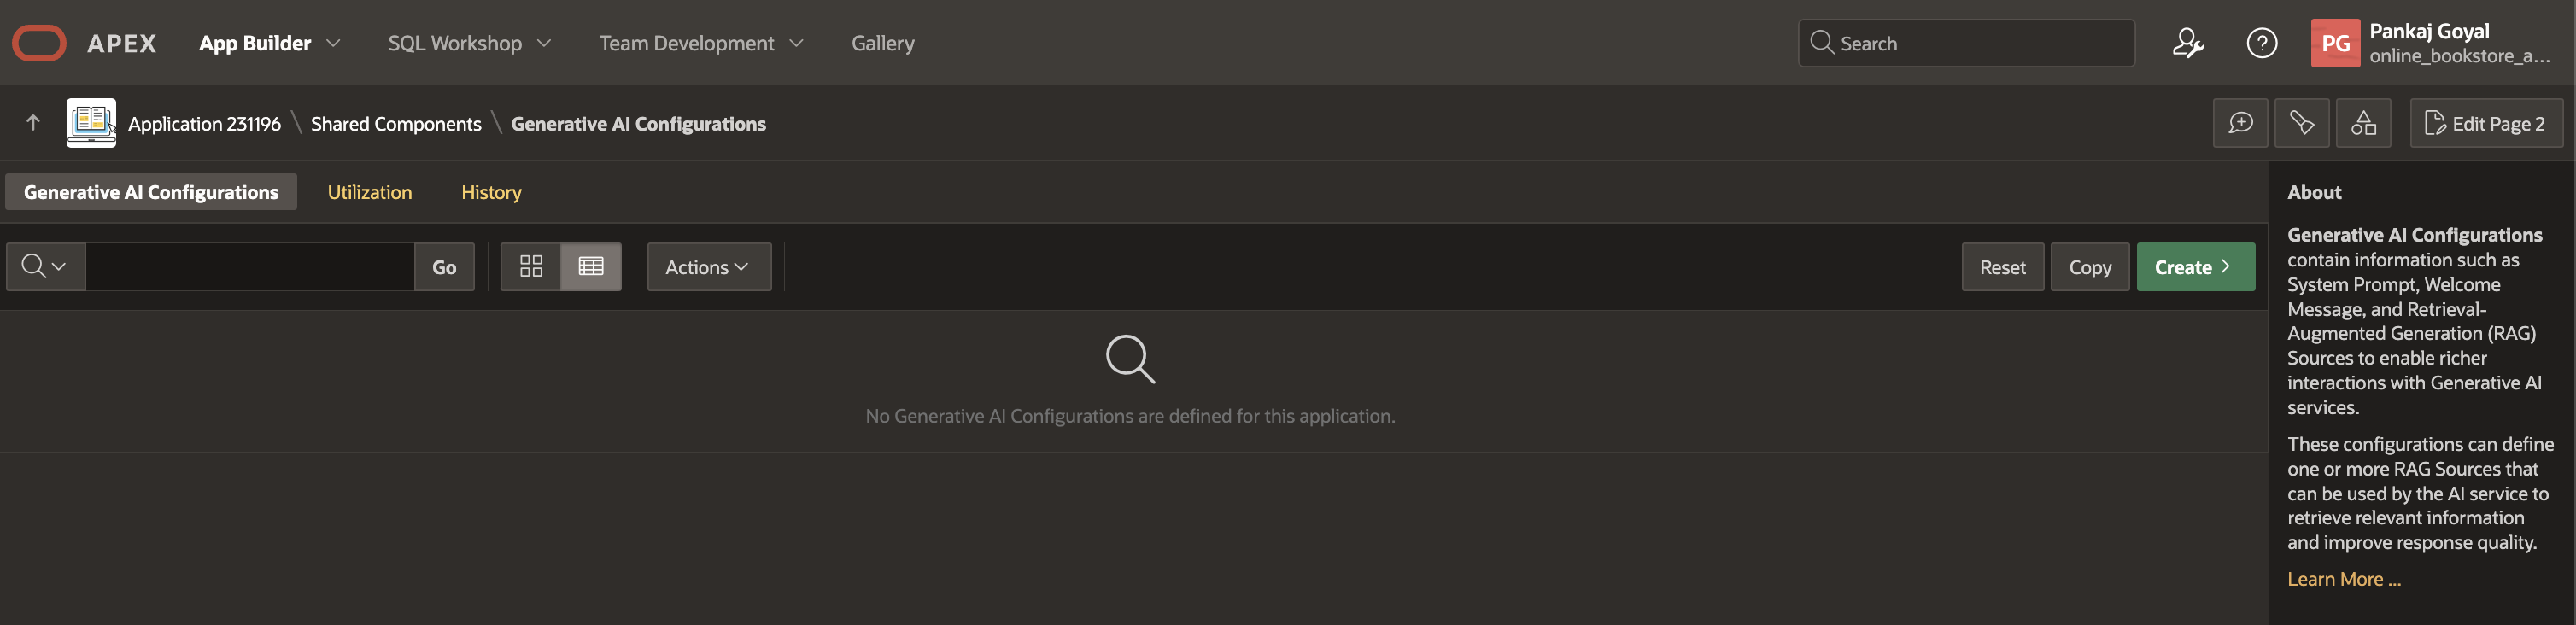 APEX
App Builder
SQL Workshop
Team Development
Gallery
Search
PG
Pankaj Goyal
online_bookstore_a...
Application 231196 \ Shared Components \ Generative AI Configurations
Edit Page 2
Generative AI Configurations
Utilization
History
Go
Actions
Reset
Copy
Create
No Generative AI Configurations are defined for this application.
About
Generative AI Configurations
contain information such as
System Prompt, Welcome
Message, and Retrieval-
Augmented Generation (RAG)
Sources to enable richer
interactions with Generative AI
services.
These configurations can define
one or more RAG Sources that
can be used by the AI service to
retrieve relevant information
and improve response quality.
Learn More ...